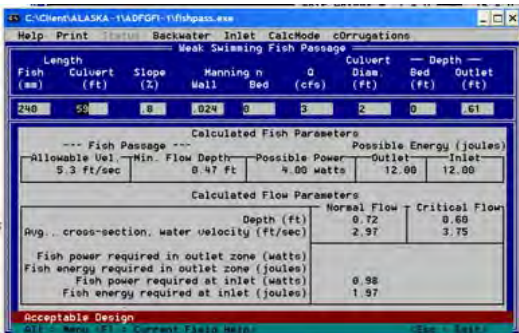 C:\Client\ALASKA~1\ADFGFI~1\fishpass.exe
Help Print Status Backwater Inlet CalcMode cOrrugations
Weak Swimming Fish Passage
Length Culvert — Depth —
Fish Culvert Slope Manning n Q Diam. Bed Outlet
(mm) (ft) (%) Wall Bed (cfs) (ft) (ft) (ft)
240 50 .8 .024 0 3 2 0 .61
Calculated Fish Parameters
--- Fish Passage --- Possible Energy (joules)
Allowable Vel. Min. Flow Depth Possible Power Outlet Inlet
5.3 ft/sec 0.47 ft 4.00 watts 12.00 12.00
Calculated Flow Parameters
Normal Flow Critical Flow
Depth (ft) 0.72 0.60
Avg., cross-section, water velocity (ft/sec) 2.97 3.75
Fish power required in outlet zone (watts)
Fish energy required in outlet zone (joules)
Fish power required at inlet (watts) 0.98
Fish energy required at inlet (joules) 1.97
Acceptable Design
Alt = Menu <F1 = Current Field Help>